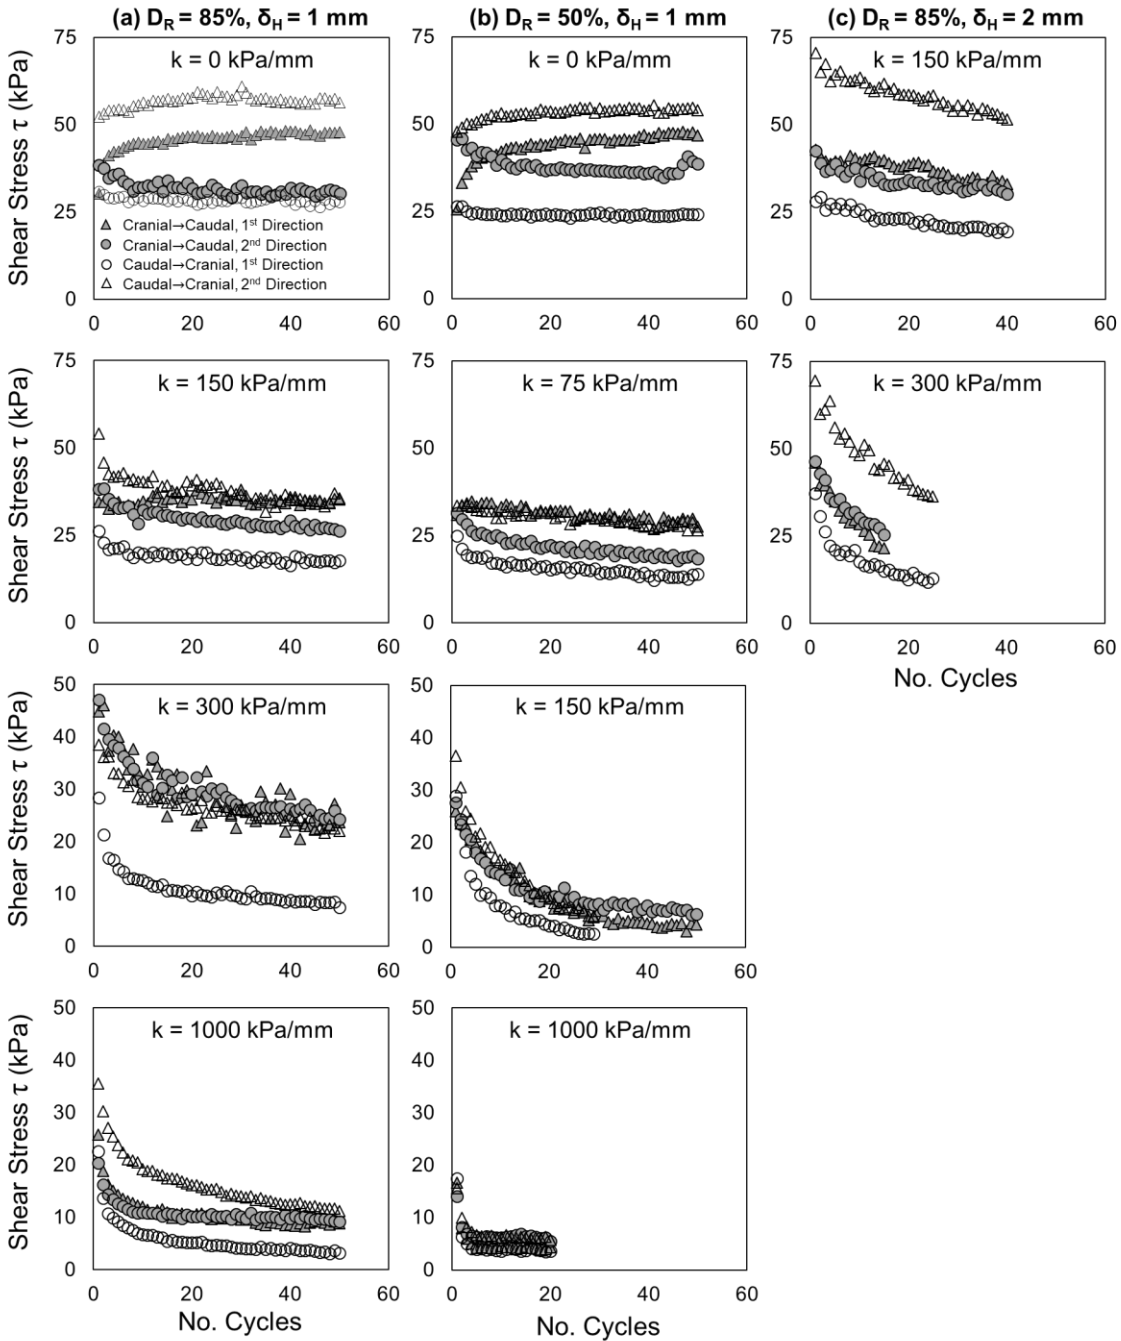 (a) D_R = 85%, δ_H = 1 mm
(b) D_R = 50%, δ_H = 1 mm
(c) D_R = 85%, δ_H = 2 mm
Shear Stress τ (kPa)
75
50
25
0
k = 0 kPa/mm
Cranial→Caudal, 1st Direction
Cranial→Caudal, 2nd Direction
Caudal→Cranial, 1st Direction
Caudal→Cranial, 2nd Direction
0 20 40 60
75
50
25
0
k = 0 kPa/mm
0 20 40 60
75
50
25
0
k = 150 kPa/mm
0 20 40 60
Shear Stress τ (kPa)
75
50
25
0
k = 150 kPa/mm
0 20 40 60
75
50
25
0
k = 75 kPa/mm
0 20 40 60
75
50
25
0
k = 300 kPa/mm
0 20 40 60
No. Cycles
Shear Stress τ (kPa)
50
40
30
20
10
0
k = 300 kPa/mm
0 20 40 60
50
40
30
20
10
0
k = 150 kPa/mm
0 20 40 60
Shear Stress τ (kPa)
50
40
30
20
10
0
k = 1000 kPa/mm
0 20 40 60
No. Cycles
50
40
30
20
10
0
k = 1000 kPa/mm
0 20 40 60
No. Cycles